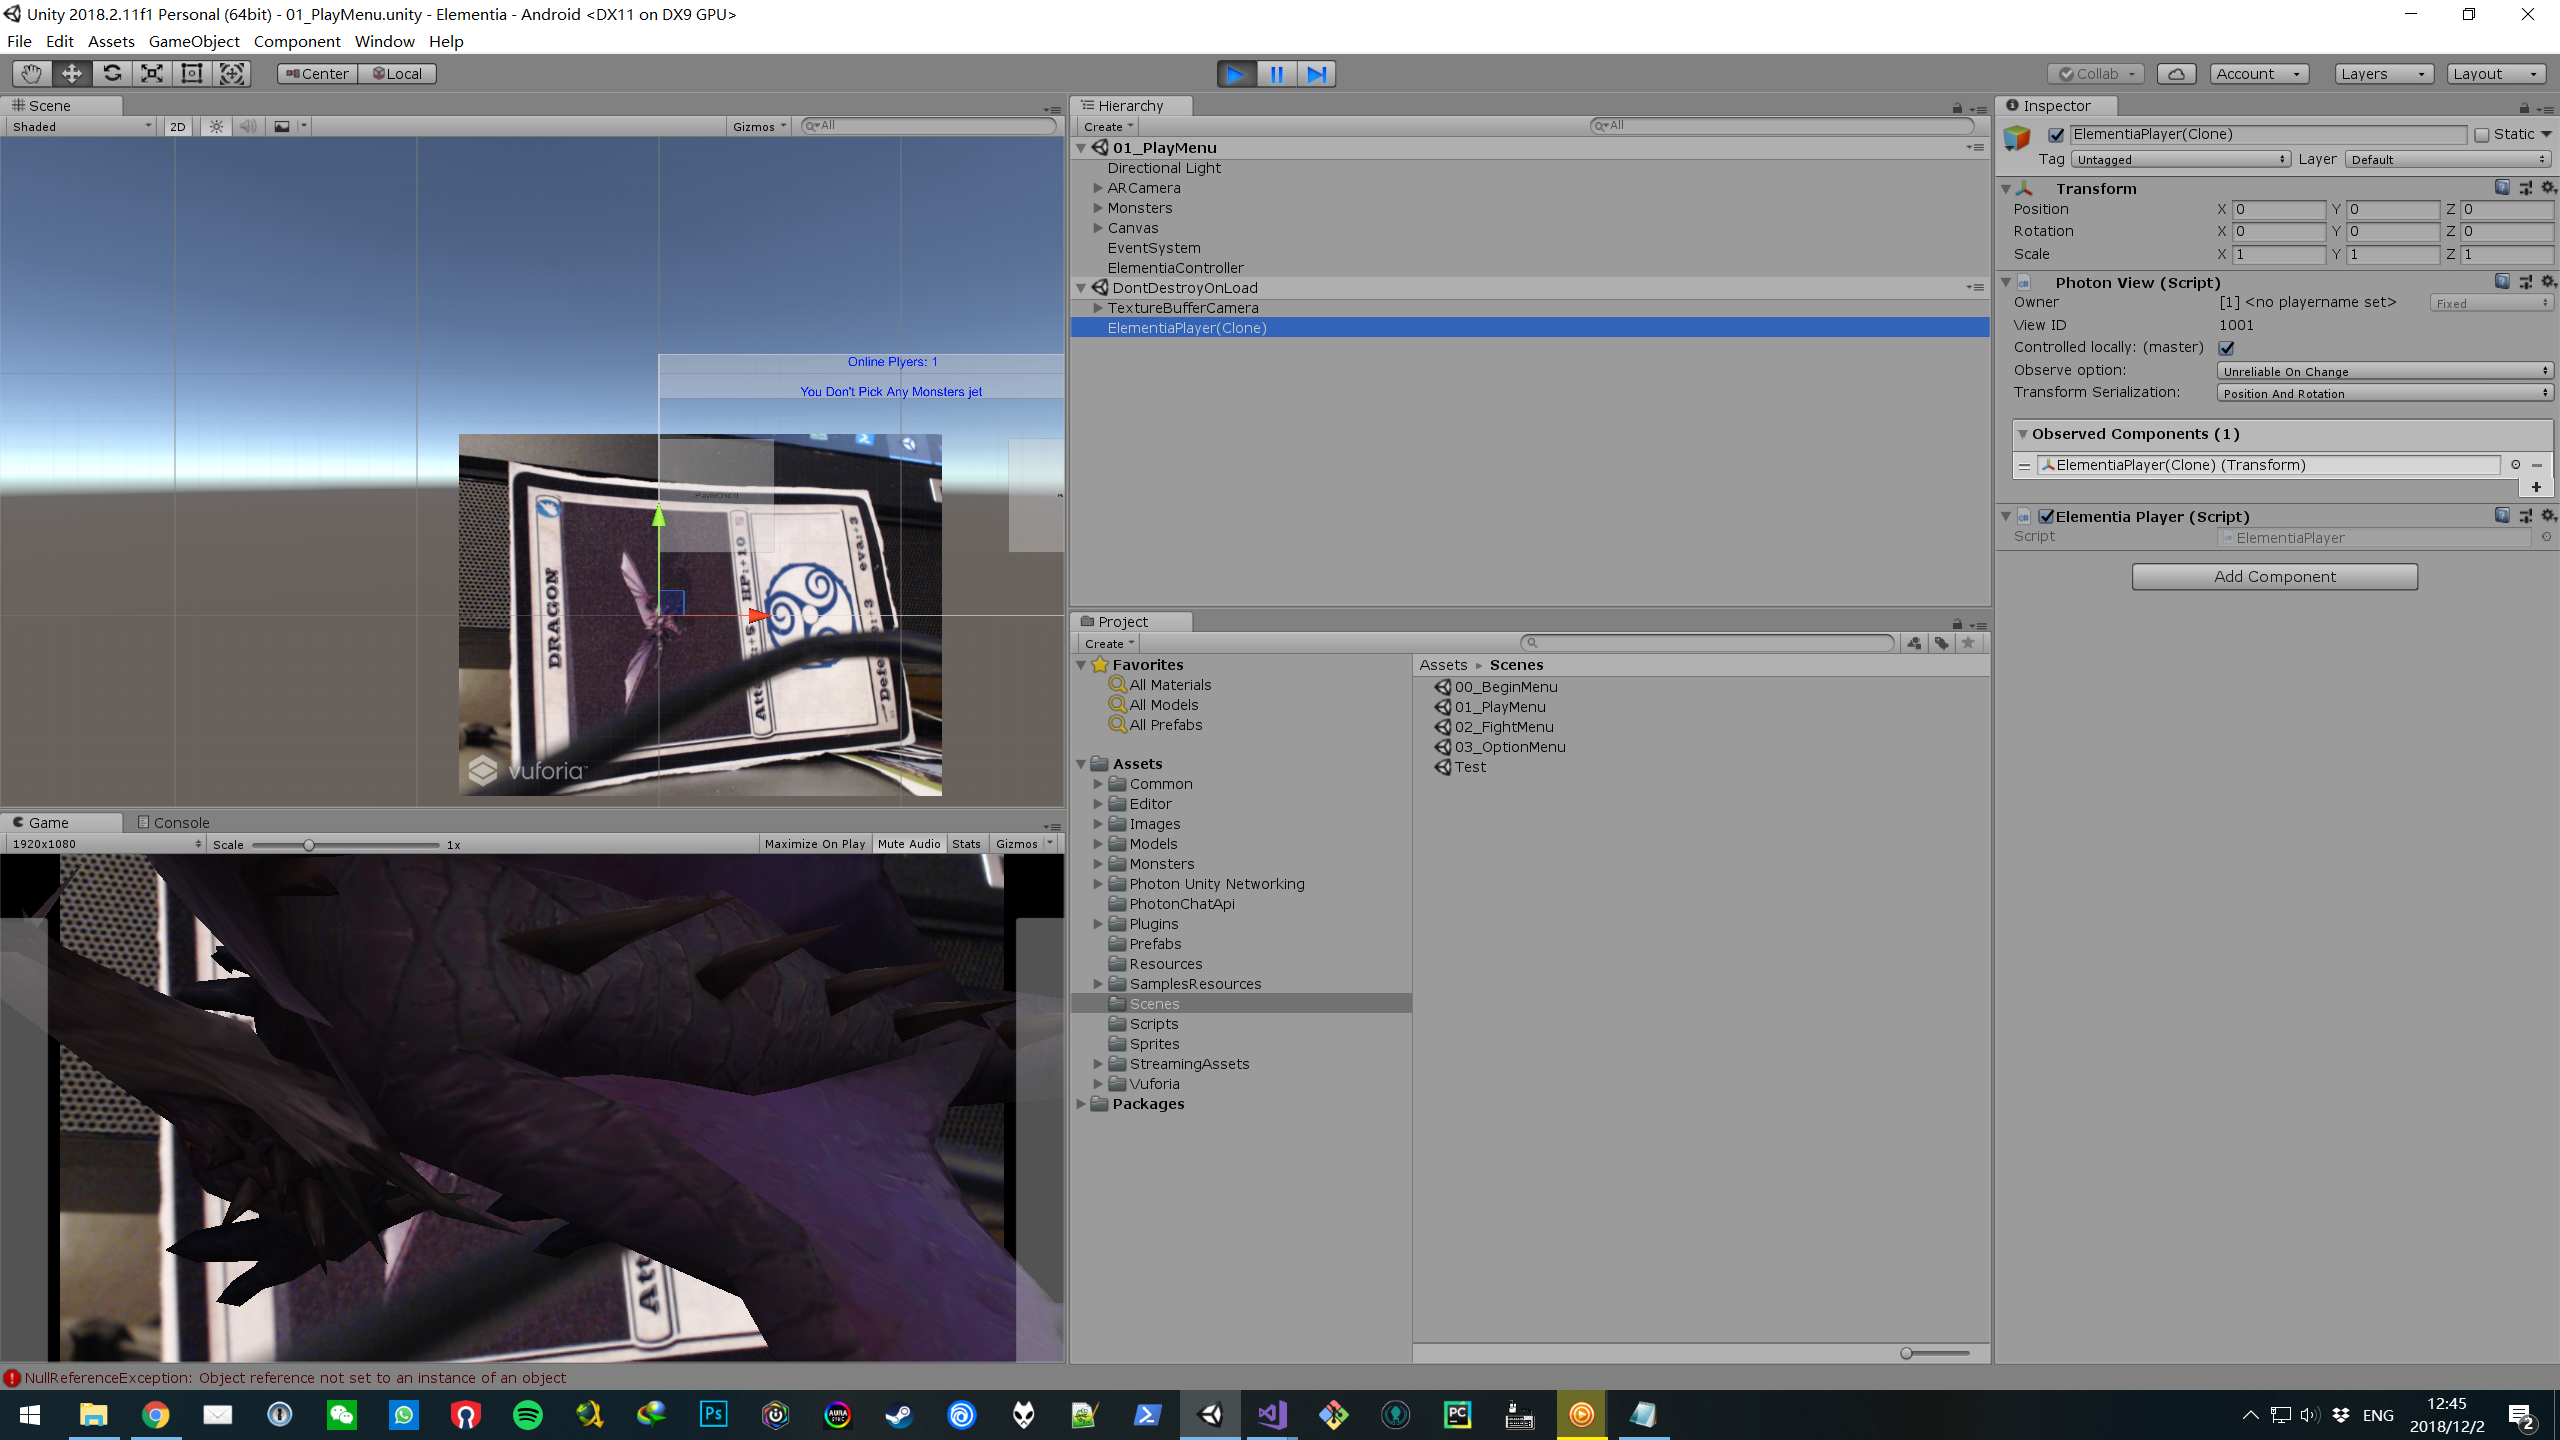 Unity 2018.2.11f1 Personal (64bit) - 01_PlayMenu.unity - Elementia - Android <DX11 on DX9 GPU>
File Edit Assets GameObject Component Window Help
Center Local
Collab Account Layers Layout
Scene
Shaded 2D Gizmos All
Online Plyers: 1
You Don't Pick Any Monsters jet
DRAGON
HP:+10
eva:+3
vuforia
Game Console
1920x1080 Scale 1x Maximize On Play Mute Audio Stats Gizmos
Hierarchy
Create All
01_PlayMenu
Directional Light
ARCamera
Monsters
Canvas
EventSystem
ElementiaController
DontDestroyOnLoad
TextureBufferCamera
ElementiaPlayer(Clone)
Project
Create
Favorites
All Materials
All Models
All Prefabs
Assets
Common
Editor
Images
Models
Monsters
Photon Unity Networking
PhotonChatApi
Plugins
Prefabs
Resources
SamplesResources
Scenes
Scripts
Sprites
StreamingAssets
Vuforia
Packages
Assets Scenes
00_BeginMenu
01_PlayMenu
02_FightMenu
03_OptionMenu
Test
Inspector
ElementiaPlayer(Clone) Static
Tag Untagged Layer Default
Transform
Position X 0 Y 0 Z 0
Rotation X 0 Y 0 Z 0
Scale X 1 Y 1 Z 1
Photon View (Script)
Owner [1] <no playername set> Fixed
View ID 1001
Controlled locally: (master)
Observe option: Unreliable On Change
Transform Serialization: Position And Rotation
Observed Components (1)
ElementiaPlayer(Clone) (Transform)
Elementia Player (Script)
Script ElementiaPlayer
Add Component
NullReferenceException: Object reference not set to an instance of an object
ENG
12:45
2018/12/2
2